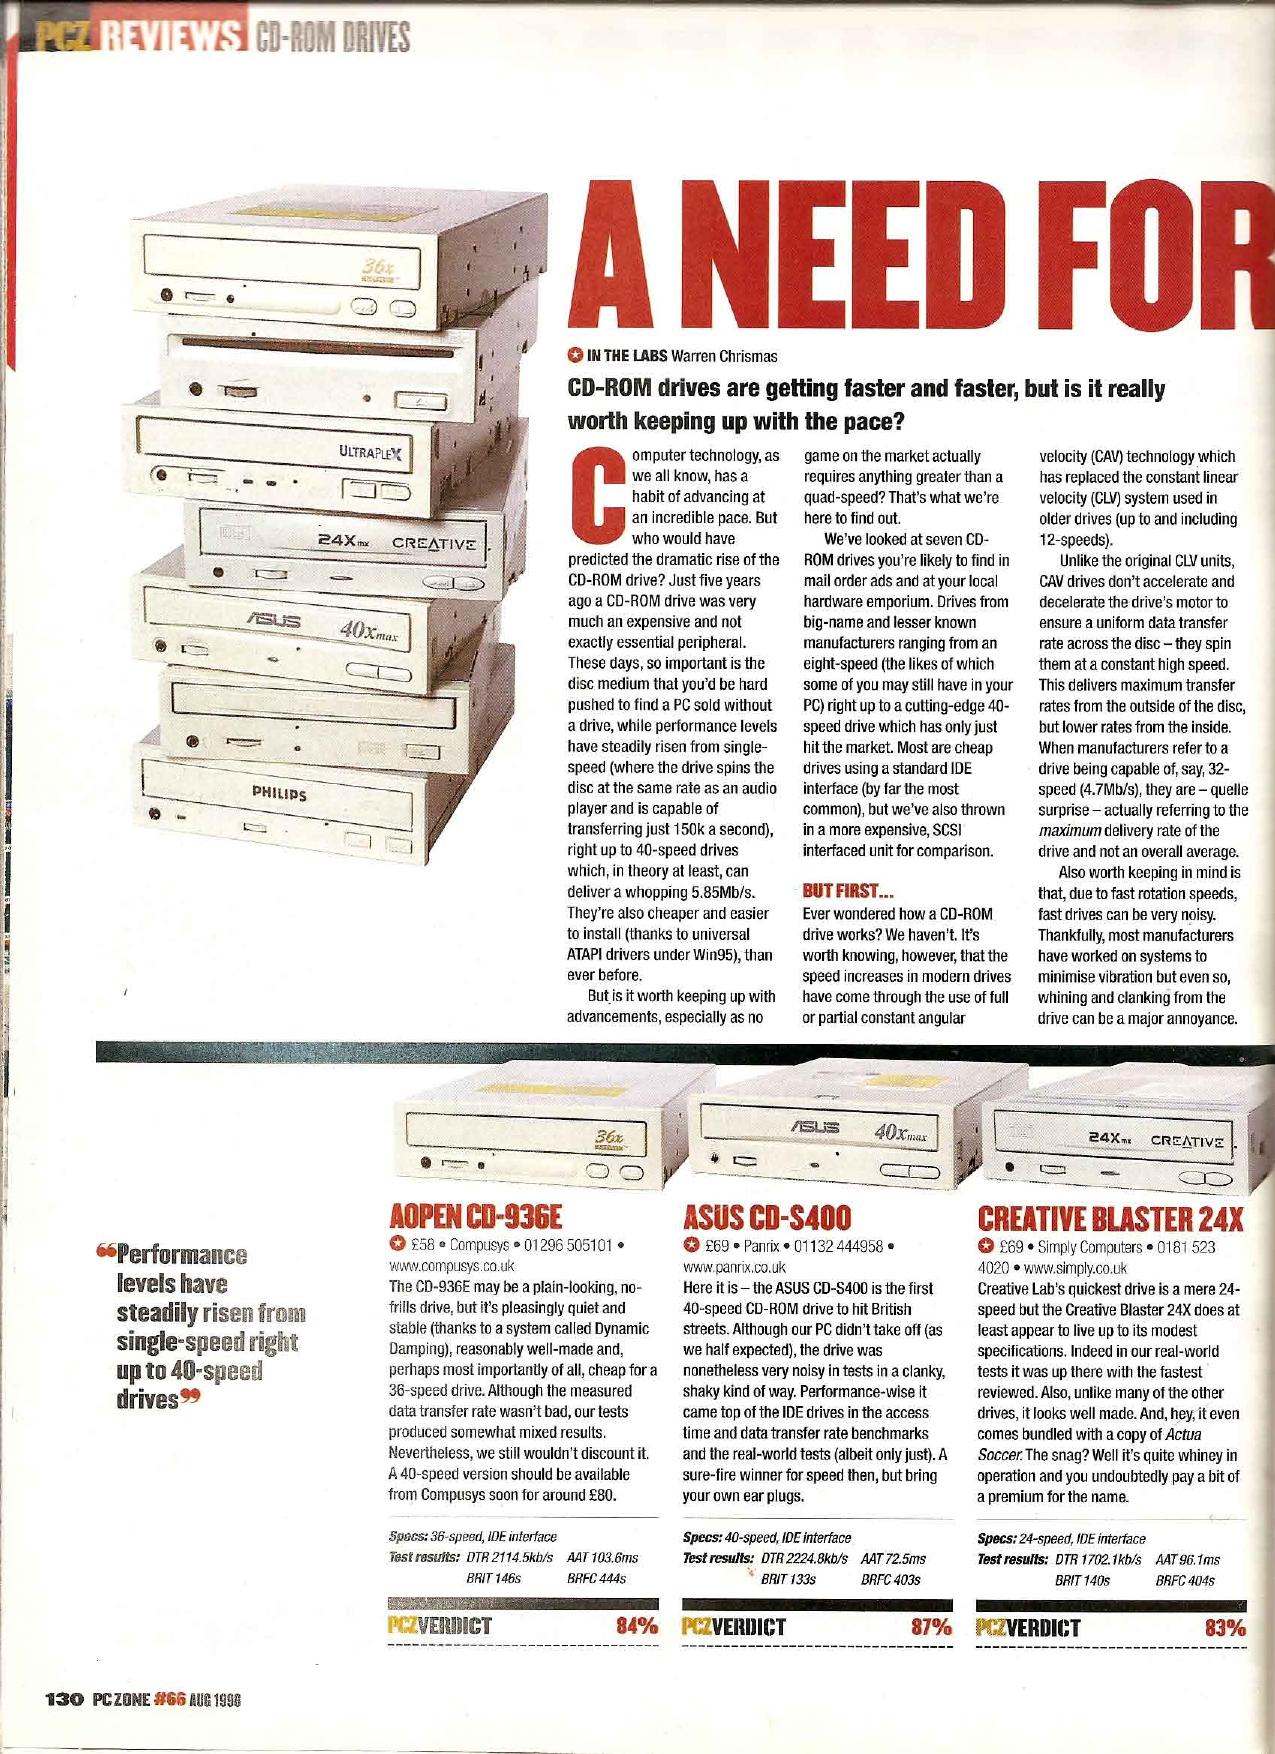 PCZ REVIEWS CD-ROM DRIVES
A NEED FOR
IN THE LABS Warren Chrismas
CD-ROM drives are getting faster and faster, but is it really
worth keeping up with the pace?
Computer technology, as
we all know, has a
habit of advancing at
an incredible pace. But
who would have
predicted the dramatic rise of the
CD-ROM drive? Just five years
ago a CD-ROM drive was very
much an expensive and not
exactly essential peripheral.
These days, so important is the
disc medium that you'd be hard
pushed to find a PC sold without
a drive, while performance levels
have steadily risen from single-
speed (where the drive spins the
disc at the same rate as an audio
player and is capable of
transferring just 150k a second),
right up to 40-speed drives
which, in theory at least, can
deliver a whopping 5.85Mb/s.
They're also cheaper and easier
to install (thanks to universal
ATAPI drivers under Win95), than
ever before.
But is it worth keeping up with
advancements, especially as no
game on the market actually
requires anything greater than a
quad-speed? That's what we're
here to find out.
We've looked at seven CD-
ROM drives you're likely to find in
mail order ads and at your local
hardware emporium. Drives from
big-name and lesser known
manufacturers ranging from an
eight-speed (the likes of which
some of you may still have in your
PC) right up to a cutting-edge 40-
speed drive which has only just
hit the market. Most are cheap
drives using a standard IDE
interface (by far the most
common), but we've also thrown
in a more expensive, SCSI
interfaced unit for comparison.
BUT FIRST...
Ever wondered how a CD-ROM
drive works? We haven't. It's
worth knowing, however, that the
speed increases in modern drives
have come through the use of full
or partial constant angular
velocity (CAV) technology which
has replaced the constant linear
velocity (CLV) system used in
older drives (up to and including
12-speeds).
Unlike the original CLV units,
CAV drives don't accelerate and
decelerate the drive's motor to
ensure a uniform data transfer
rate across the disc – they spin
them at a constant high speed.
This delivers maximum transfer
rates from the outside of the disc,
but lower rates from the inside.
When manufacturers refer to a
drive being capable of, say, 32-
speed (4.7Mb/s), they are – quelle
surprise – actually referring to the
maximum delivery rate of the
drive and not an overall average.
Also worth keeping in mind is
that, due to fast rotation speeds,
fast drives can be very noisy.
Thankfully, most manufacturers
have worked on systems to
minimise vibration but even so,
whining and clanking from the
drive can be a major annoyance.
36x
ULTRAPLEX
24Xmx CREATIVE
ASUS 40Xmax
PHILIPS
36x
ASUS 40Xmax
24Xmx CREATIVE
“Performance
levels have
steadily risen from
single-speed right
up to 40-speed
drives”
AOPEN CD-936E
£58 • Compusys • 01296 505101 •
www.compusys.co.uk
The CD-936E may be a plain-looking, no-
frills drive, but it's pleasingly quiet and
stable (thanks to a system called Dynamic
Damping), reasonably well-made and,
perhaps most importantly of all, cheap for a
36-speed drive. Although the measured
data transfer rate wasn't bad, our tests
produced somewhat mixed results.
Nevertheless, we still wouldn't discount it.
A 40-speed version should be available
from Compusys soon for around £80.
Specs: 36-speed, IDE interface
Test results: DTR 2114.5kb/s AAT 103.6ms
BRIT 146s BRFC 444s
PCZVERDICT 84%
ASUS CD-S400
£69 • Panrix • 01132 444958 •
www.panrix.co.uk
Here it is – the ASUS CD-S400 is the first
40-speed CD-ROM drive to hit British
streets. Although our PC didn't take off (as
we half expected), the drive was
nonetheless very noisy in tests in a clanky,
shaky kind of way. Performance-wise it
came top of the IDE drives in the access
time and data transfer rate benchmarks
and the real-world tests (albeit only just). A
sure-fire winner for speed then, but bring
your own ear plugs.
Specs: 40-speed, IDE interface
Test results: DTR 2224.8kb/s AAT 72.5ms
BRIT 133s BRFC 403s
PCZVERDICT 87%
CREATIVE BLASTER 24X
£69 • Simply Computers • 0181 523
4020 • www.simply.co.uk
Creative Lab's quickest drive is a mere 24-
speed but the Creative Blaster 24X does at
least appear to live up to its modest
specifications. Indeed in our real-world
tests it was up there with the fastest
reviewed. Also, unlike many of the other
drives, it looks well made. And, hey, it even
comes bundled with a copy of Actua
Soccer. The snag? Well it's quite whiney in
operation and you undoubtedly pay a bit of
a premium for the name.
Specs: 24-speed, IDE interface
Test results: DTR 1702.1kb/s AAT 96.1ms
BRIT 140s BRFC 404s
PCZVERDICT 83%
130 PC ZONE #66 AUG 1998